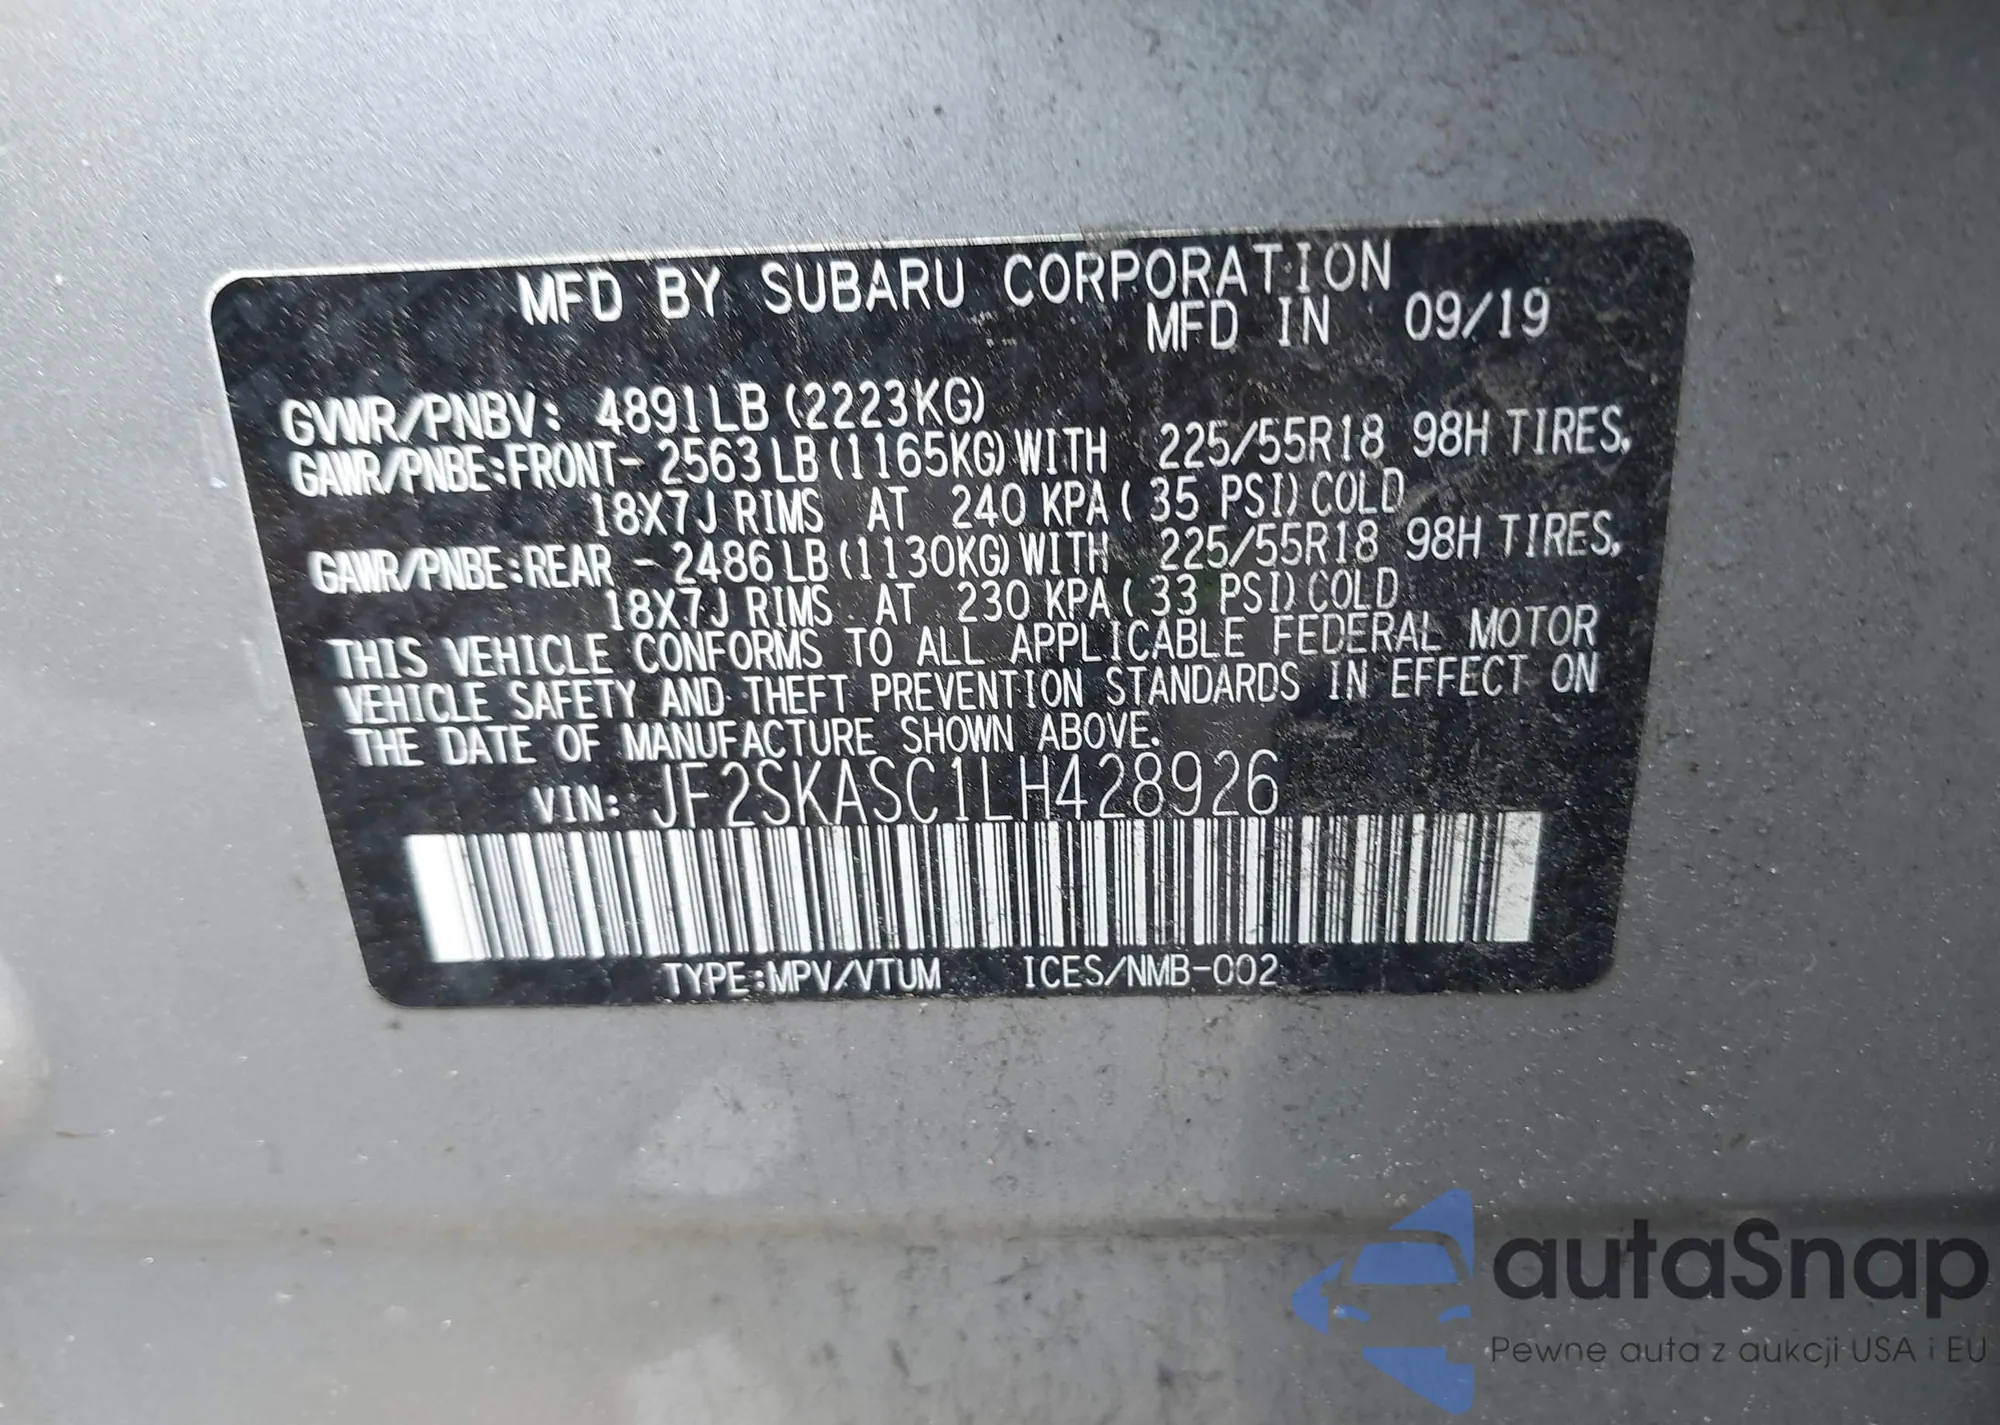 MFD BY SUBARU CORPORATION
MFD IN 09/19
GVWR/PNBV: 4891LB (2223KG)
GAWR/PNBE:FRONT- 2563LB(1165KG)WITH 225/55R18 98H TIRES,
18X7J RIMS AT 240 KPA( 35 PSI)COLD
GAWR/PNBE:REAR - 2486LB(1130KG)WITH 225/55R18 98H TIRES,
18X7J RIMS AT 230 KPA( 33 PSI)COLD
THIS VEHICLE CONFORMS TO ALL APPLICABLE FEDERAL MOTOR
VEHICLE SAFETY AND THEFT PREVENTION STANDARDS IN EFFECT ON
THE DATE OF MANUFACTURE SHOWN ABOVE.
VIN: JF2SKASC1LH428926
TYPE:MPV/VTUM ICES/NMB-002
autaSnap
Pewne auta z aukcji USA i EU